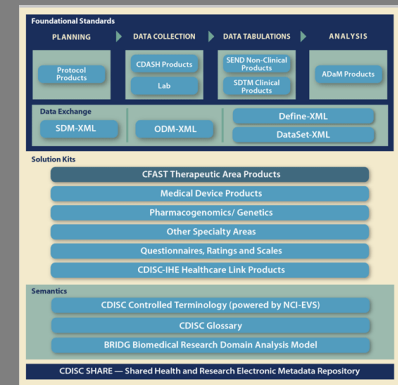 Foundational Standards
PLANNING DATA COLLECTION DATA TABULATIONS ANALYSIS
Protocol
Products
CDASH Products
Lab
SEND Non-Clinical
Products
SDTM Clinical
Products
ADaM Products
Data Exchange
SDM-XML
ODM-XML
Define-XML
DataSet-XML
Solution Kits
CFAST Therapeutic Area Products
Medical Device Products
Pharmacogenomics/ Genetics
Other Specialty Areas
Questionnaires, Ratings and Scales
CDISC-IHE Healthcare Link Products
Semantics
CDISC Controlled Terminology (powered by NCI-EVS)
CDISC Glossary
BRIDG Biomedical Research Domain Analysis Model
CDISC SHARE — Shared Health and Research Electronic Metadata Repository